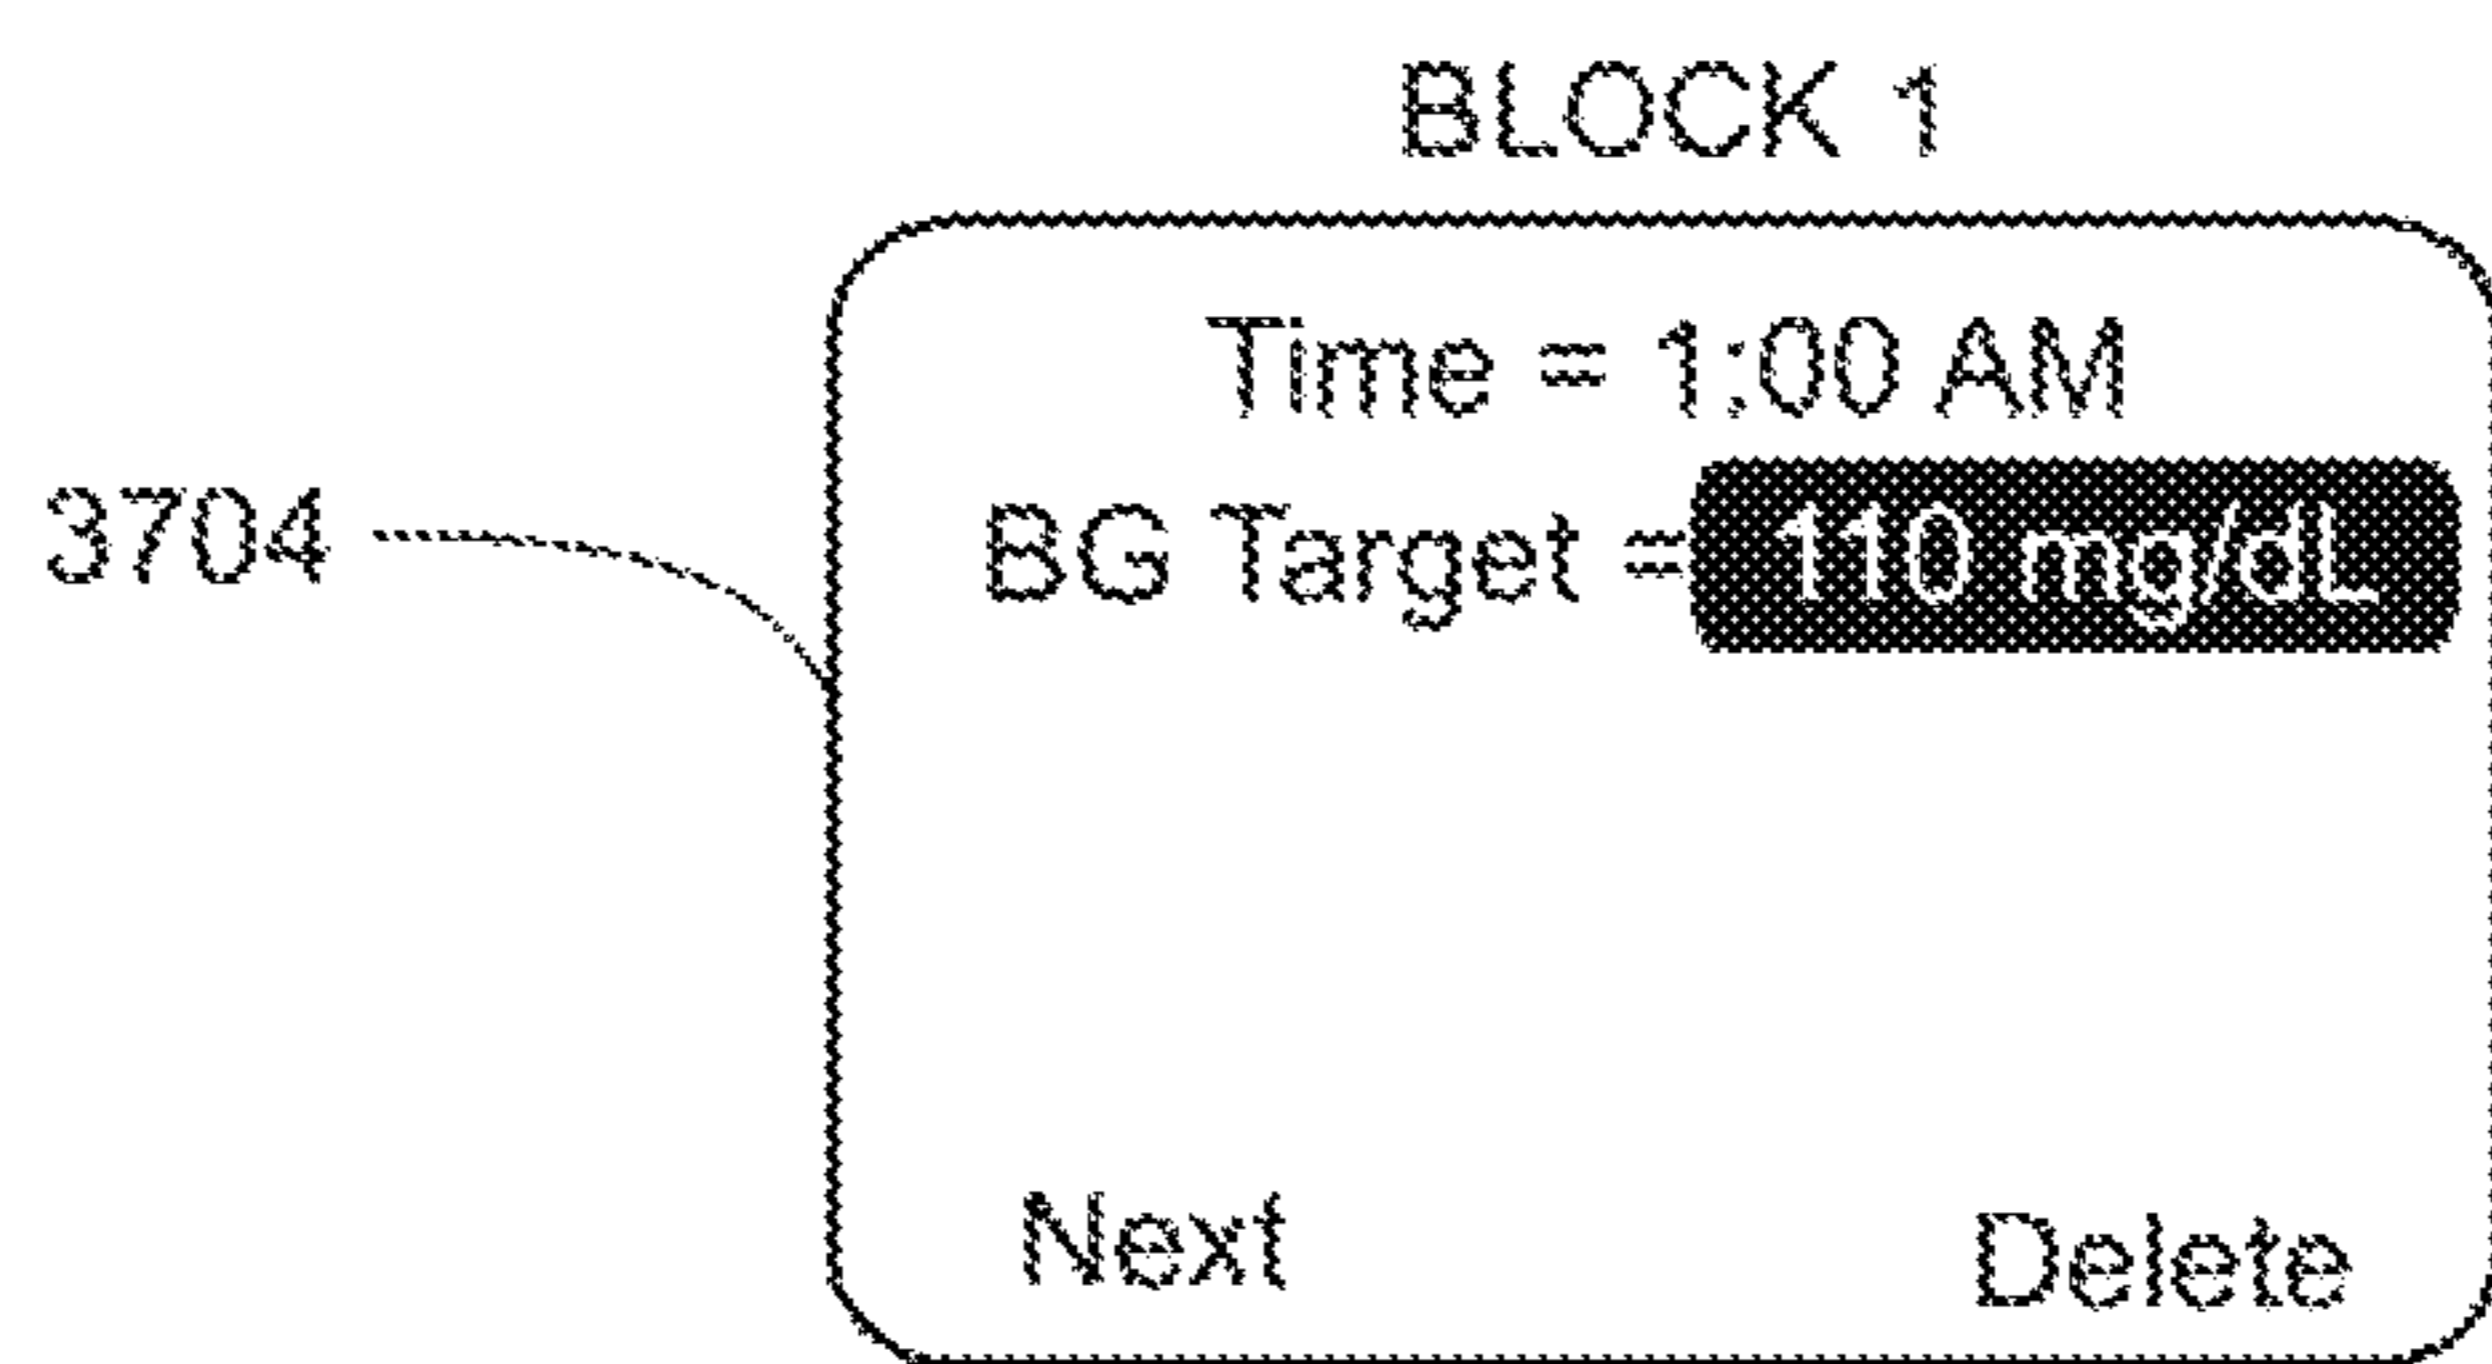 BLOCK 1
Time = 1:00 AM
3704
BG Target = 110 mg/dL
Next Delete